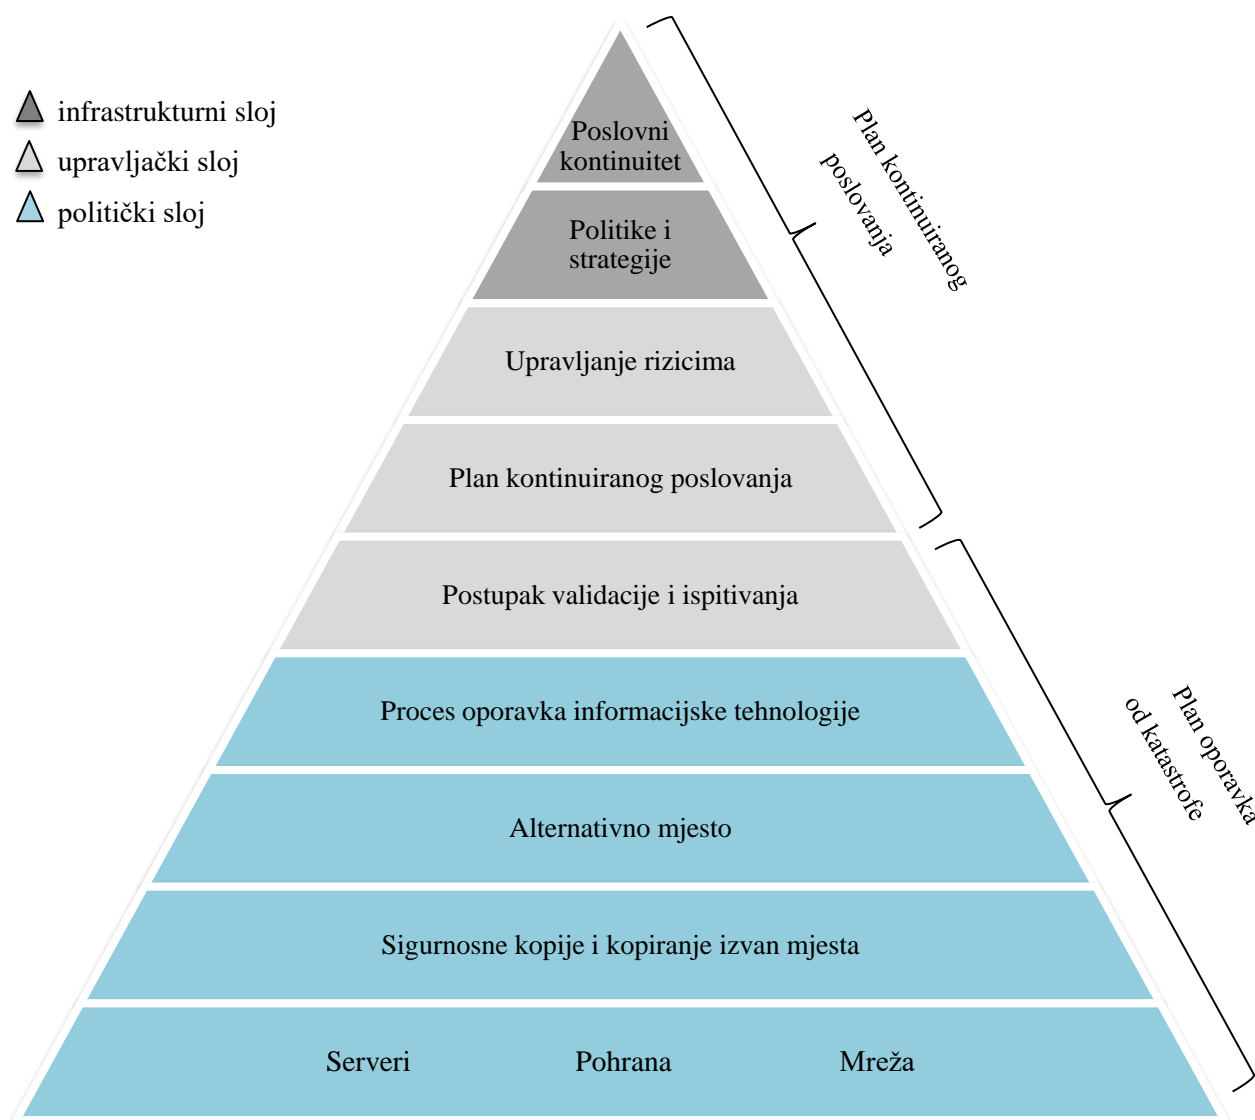 infrastrukturni sloj
upravljački sloj
politički sloj
Poslovni
kontinuitet
Politike i
strategije
Upravljanje rizicima
Plan kontinuiranog poslovanja
Postupak validacije i ispitivanja
Proces oporavka informacijske tehnologije
Alternativno mjesto
Sigurnosne kopije i kopiranje izvan mjesta
Serveri Pohrana Mreža
Plan kontinuiranog
poslovanja
Plan oporavka
od katastrofe